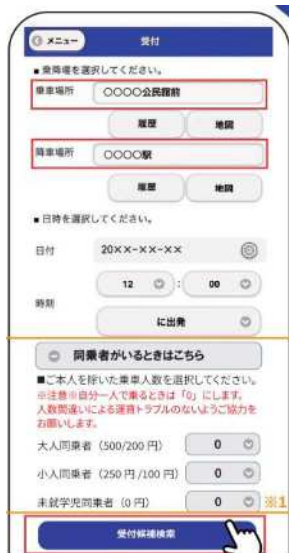 メニュー 受付
■乗降場を選択してください。
乗車場所 〇〇〇〇公民館前
履歴 地図
降車場所 〇〇〇〇駅
履歴 地図
■日時を選択してください。
日付 20××-××-××
時刻 12 : 00
に出発
同乗者がいるときはこちら
■ご本人を除いた乗車人数を選択してください。
※注意※自分一人で乗るときは「0」にします。
人数間違いによる運賃トラブルのないようご協力を
お願いします。
大人同乗者（500/200 円） 0
小人同乗者（250 円/100 円） 0
未就学児同乗者（0 円） 0 ※1
受付候補検索